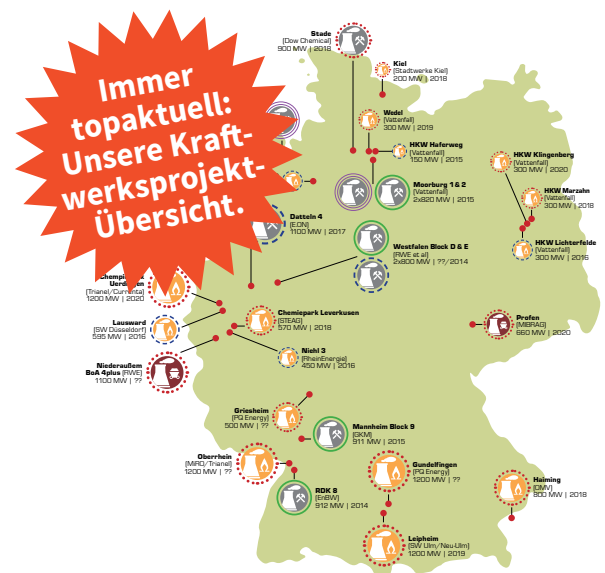 Immer
topaktuell:
Unsere Kraft-
werksprojekt-
Übersicht.
Stade
(Dow Chemical)
900 MW | 2018
Kiel
(Stadtwerke Kiel)
200 MW | 2018
Wedel
(Vattenfall)
300 MW | 2019
HKW Haferweg
(Vattenfall)
150 MW | 2015
HKW Klingenberg
(Vattenfall)
300 MW | 2020
Moorburg 1 & 2
(Vattenfall)
2x820 MW | 2015
HKW Marzahn
(Vattenfall)
300 MW | 2018
Datteln 4
(E.ON)
1100 MW | 2017
Westfalen Block D & E
(RWE et al)
2x800 MW | ??/2014
HKW Lichterfelde
(Vattenfall)
300 MW | 2016
(Trianel/Currenta)
1200 MW | 2020
Lausward
(SW Düsseldorf)
595 MW | 2016
Chemiepark Leverkusen
(STEAG)
570 MW | 2018
Profen
(MIBRAG)
660 MW | 2020
Niehl 3
(RheinEnergie)
450 MW | 2016
Niederaußem
BoA 4plus (RWE)
1100 MW | ??
Griesheim
(PQ Energy)
500 MW | ??
Mannheim Block 9
(GKM)
911 MW | 2015
Oberrhein
(MiRO/Trianel)
1200 MW | ??
Gundelfingen
(PQ Energy)
1200 MW | ??
RDK 8
(EnBW)
912 MW | 2014
Haiming
(OMV)
800 MW | 2018
Leipheim
(SW Ulm/Neu-Ulm)
1200 MW | 2019